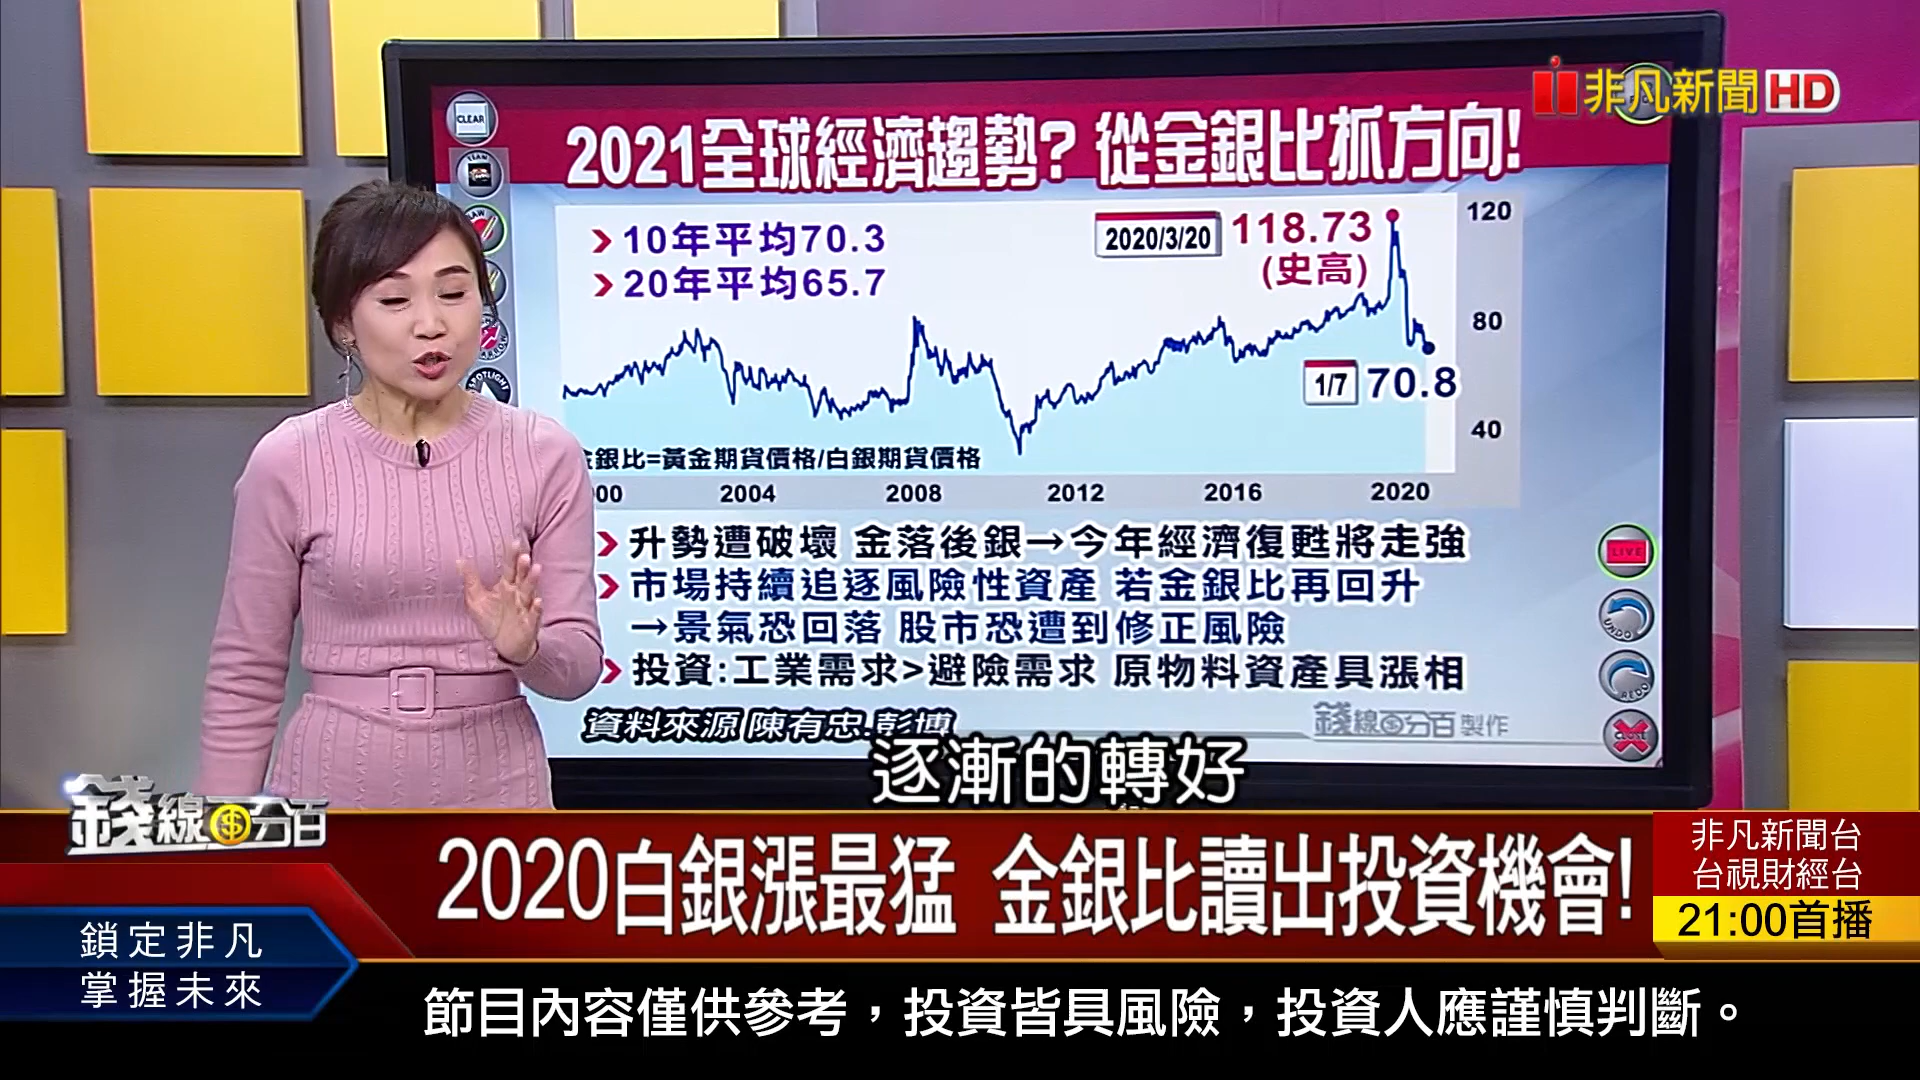 非凡新聞HD
CLEAR
2021全球經濟趨勢? 從金銀比抓方向!
10年平均70.3
20年平均65.7
2020/3/20 118.73
(史高)
120
80
40
1/7 70.8
SPOTLIGHT
銀比=黃金期貨價格/白銀期貨價格
00 2004 2008 2012 2016 2020
升勢遭破壞 金落後銀→今年經濟復甦將走強
市場持續追逐風險性資產 若金銀比再回升
→景氣恐回落 股市恐遭到修正風險
投資:工業需求>避險需求 原物料資產具漲相
資料來源 陳有忠.彭博
錢線百分百 製作
LIVE
UNDO
REDO
CLOSE
逐漸的轉好
錢線百分百
2020白銀漲最猛 金銀比讀出投資機會!
非凡新聞台
台視財經台
21:00首播
鎖定非凡
掌握未來
節目內容僅供參考，投資皆具風險，投資人應謹慎判斷。